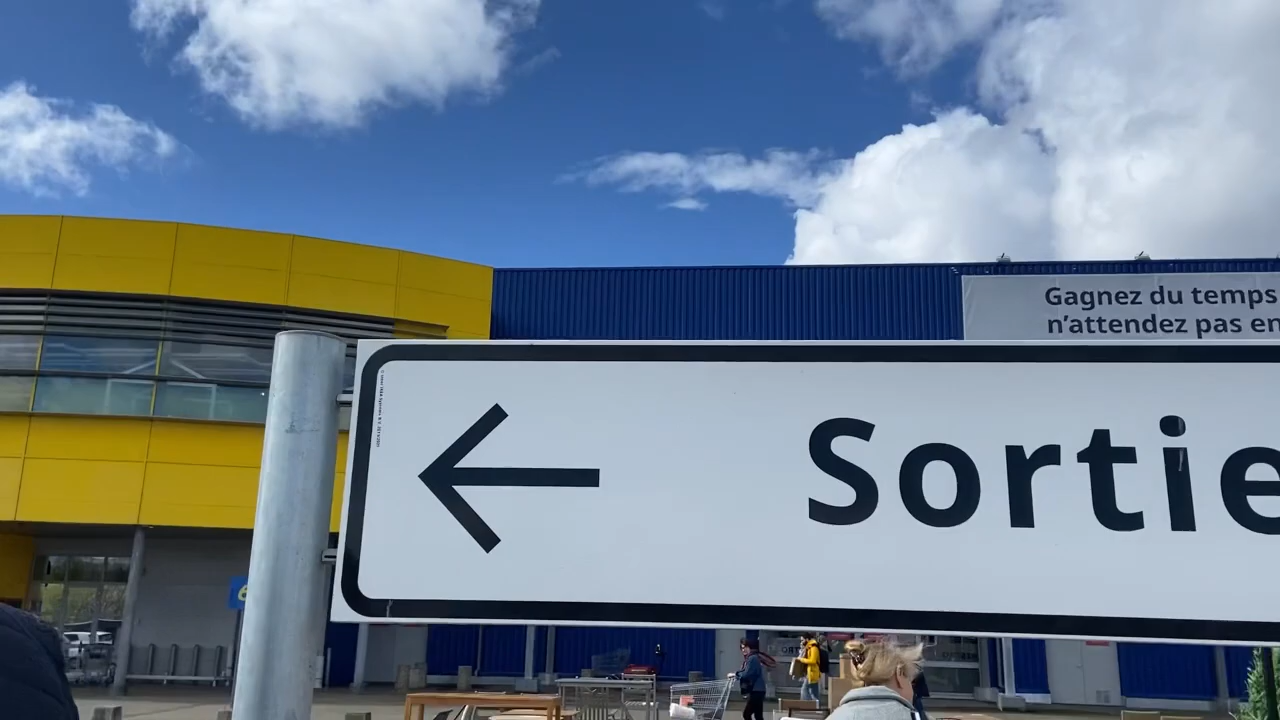 Gagnez du temps
n'attendez pas en
Sortie